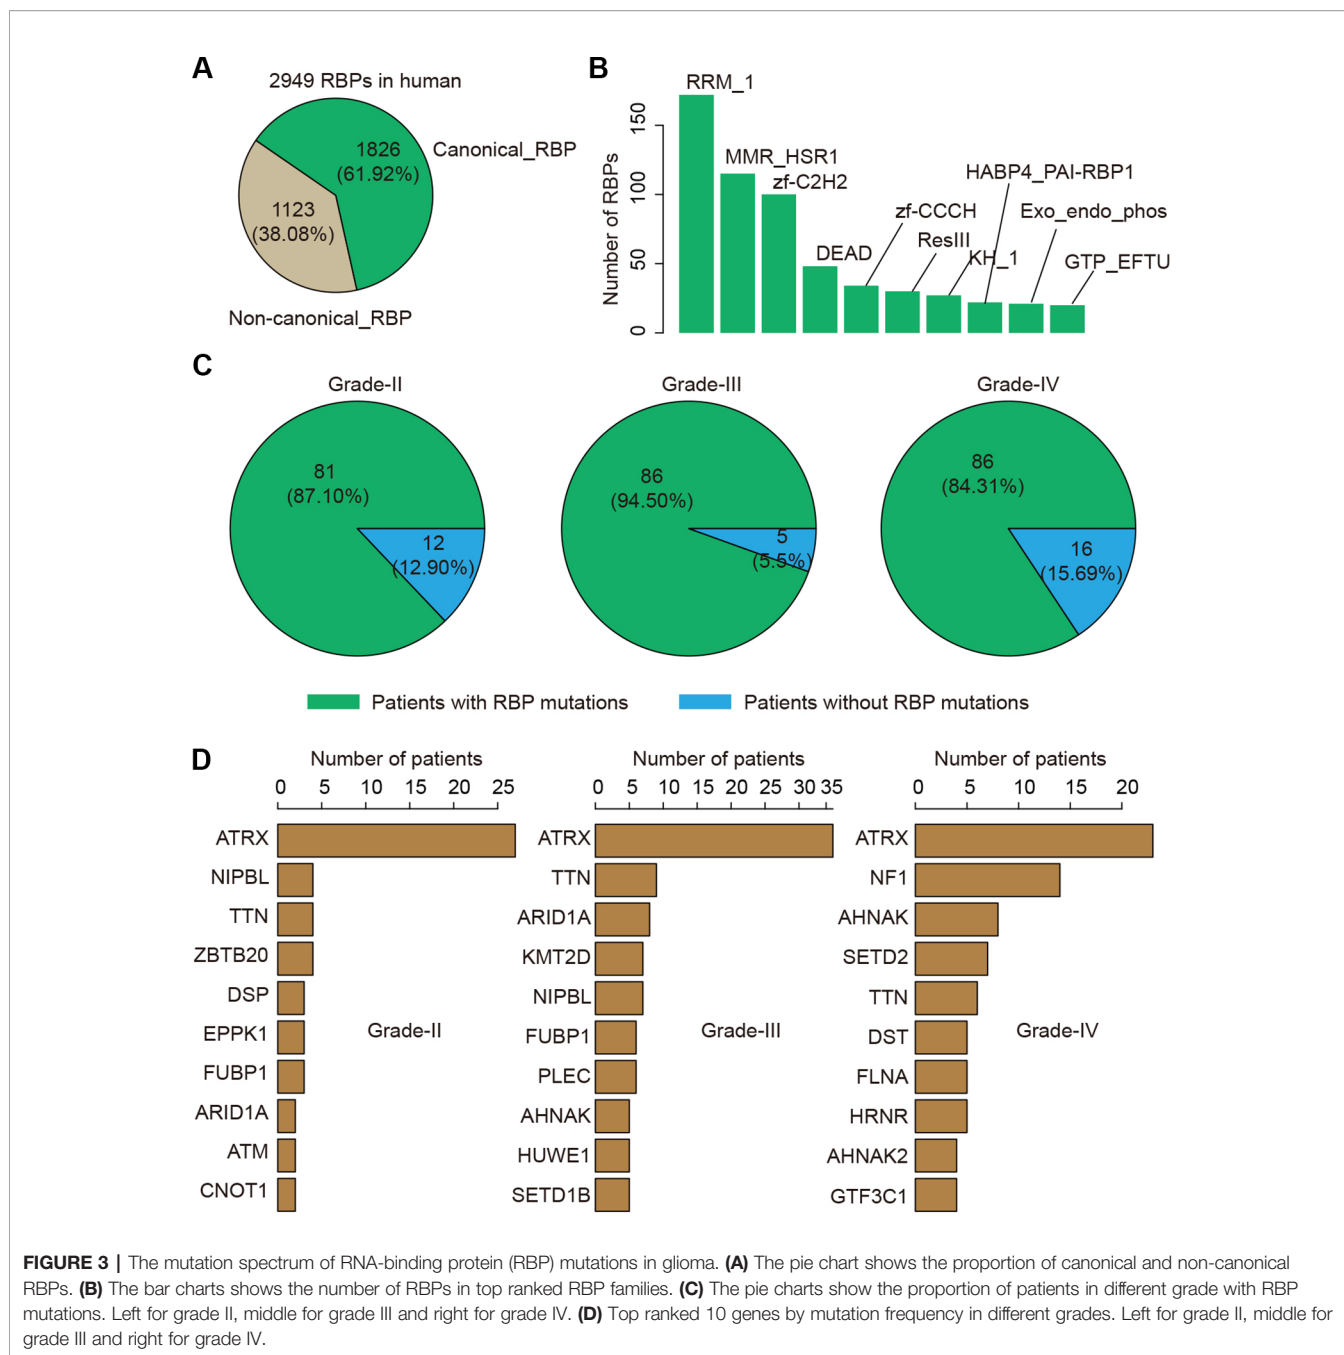 A
2949 RBPs in human
1826
(61.92%)
Canonical_RBP
1123
(38.08%)
Non-canonical_RBP
B
Number of RBPs
0
50
100
150
RRM_1
MMR_HSR1
zf-C2H2
DEAD
zf-CCCH
ResIII
KH_1
HABP4_PAI-RBP1
Exo_endo_phos
GTP_EFTU
C
Grade-II
81
(87.10%)
12
(12.90%)
Grade-III
86
(94.50%)
5
(5.5%)
Grade-IV
86
(84.31%)
16
(15.69%)
Patients with RBP mutations
Patients without RBP mutations
D
Number of patients
0 5 10 15 20 25
ATRX
NIPBL
TTN
ZBTB20
DSP
EPPK1
FUBP1
ARID1A
ATM
CNOT1
Grade-II
Number of patients
0 5 10 15 20 25 30 35
ATRX
TTN
ARID1A
KMT2D
NIPBL
FUBP1
PLEC
AHNAK
HUWE1
SETD1B
Grade-III
Number of patients
0 5 10 15 20
ATRX
NF1
AHNAK
SETD2
TTN
DST
FLNA
HRNR
AHNAK2
GTF3C1
Grade-IV
FIGURE 3 | The mutation spectrum of RNA-binding protein (RBP) mutations in glioma. (A) The pie chart shows the proportion of canonical and non-canonical
RBPs. (B) The bar charts shows the number of RBPs in top ranked RBP families. (C) The pie charts show the proportion of patients in different grade with RBP
mutations. Left for grade II, middle for grade III and right for grade IV. (D) Top ranked 10 genes by mutation frequency in different grades. Left for grade II, middle for
grade III and right for grade IV.